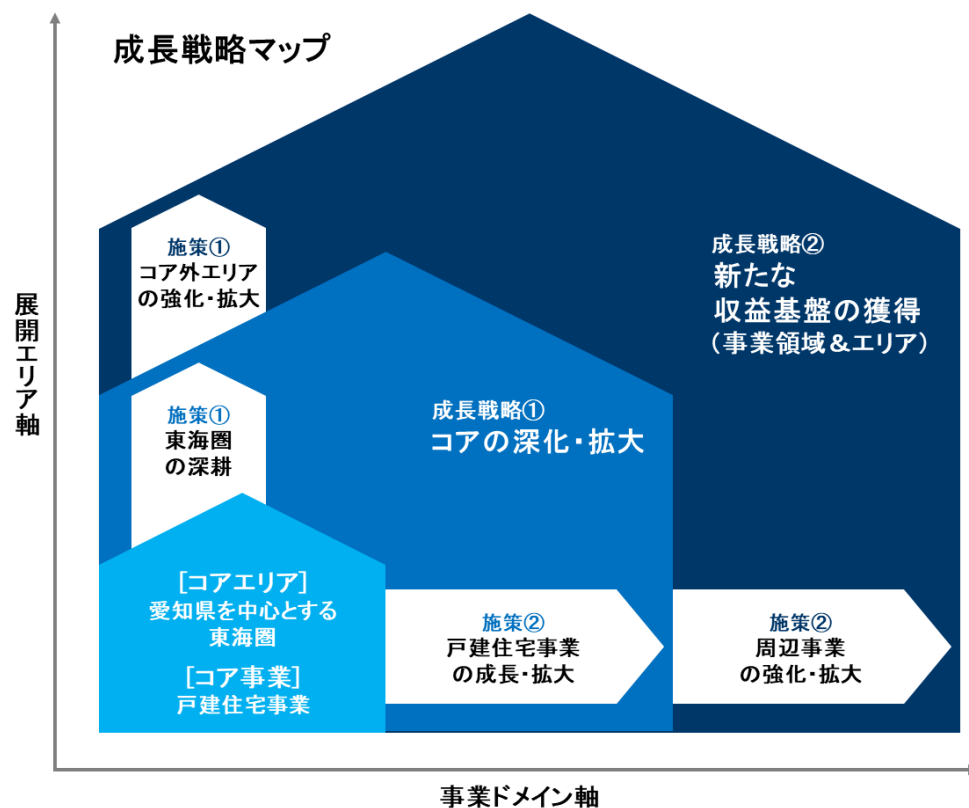 成長戦略マップ
展開エリア軸
施策①
コア外エリア
の強化・拡大
成長戦略②
新たな
収益基盤の獲得
(事業領域&エリア)
施策①
東海圏
の深耕
成長戦略①
コアの深化・拡大
[コアエリア]
愛知県を中心とする
東海圏
[コア事業]
戸建住宅事業
施策②
戸建住宅事業
の成長・拡大
施策②
周辺事業
の強化・拡大
事業ドメイン軸